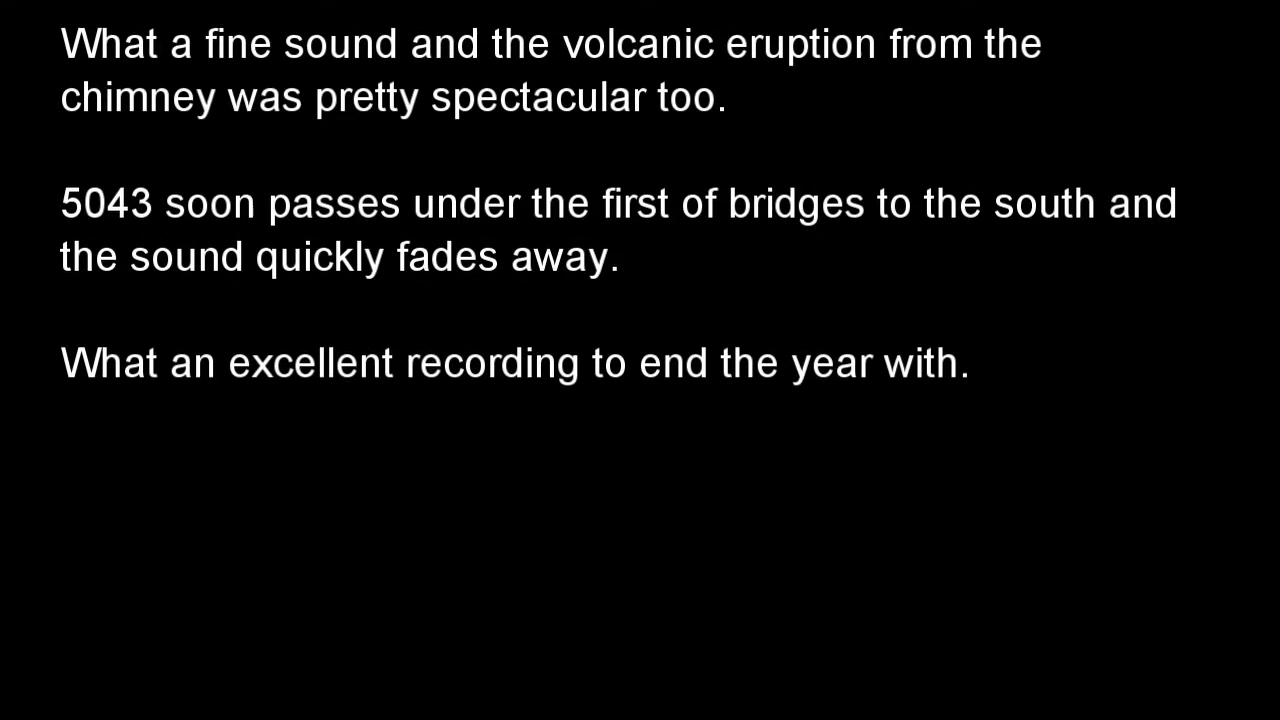 What a fine sound and the volcanic eruption from the
chimney was pretty spectacular too.
5043 soon passes under the first of bridges to the south and
the sound quickly fades away.
What an excellent recording to end the year with.